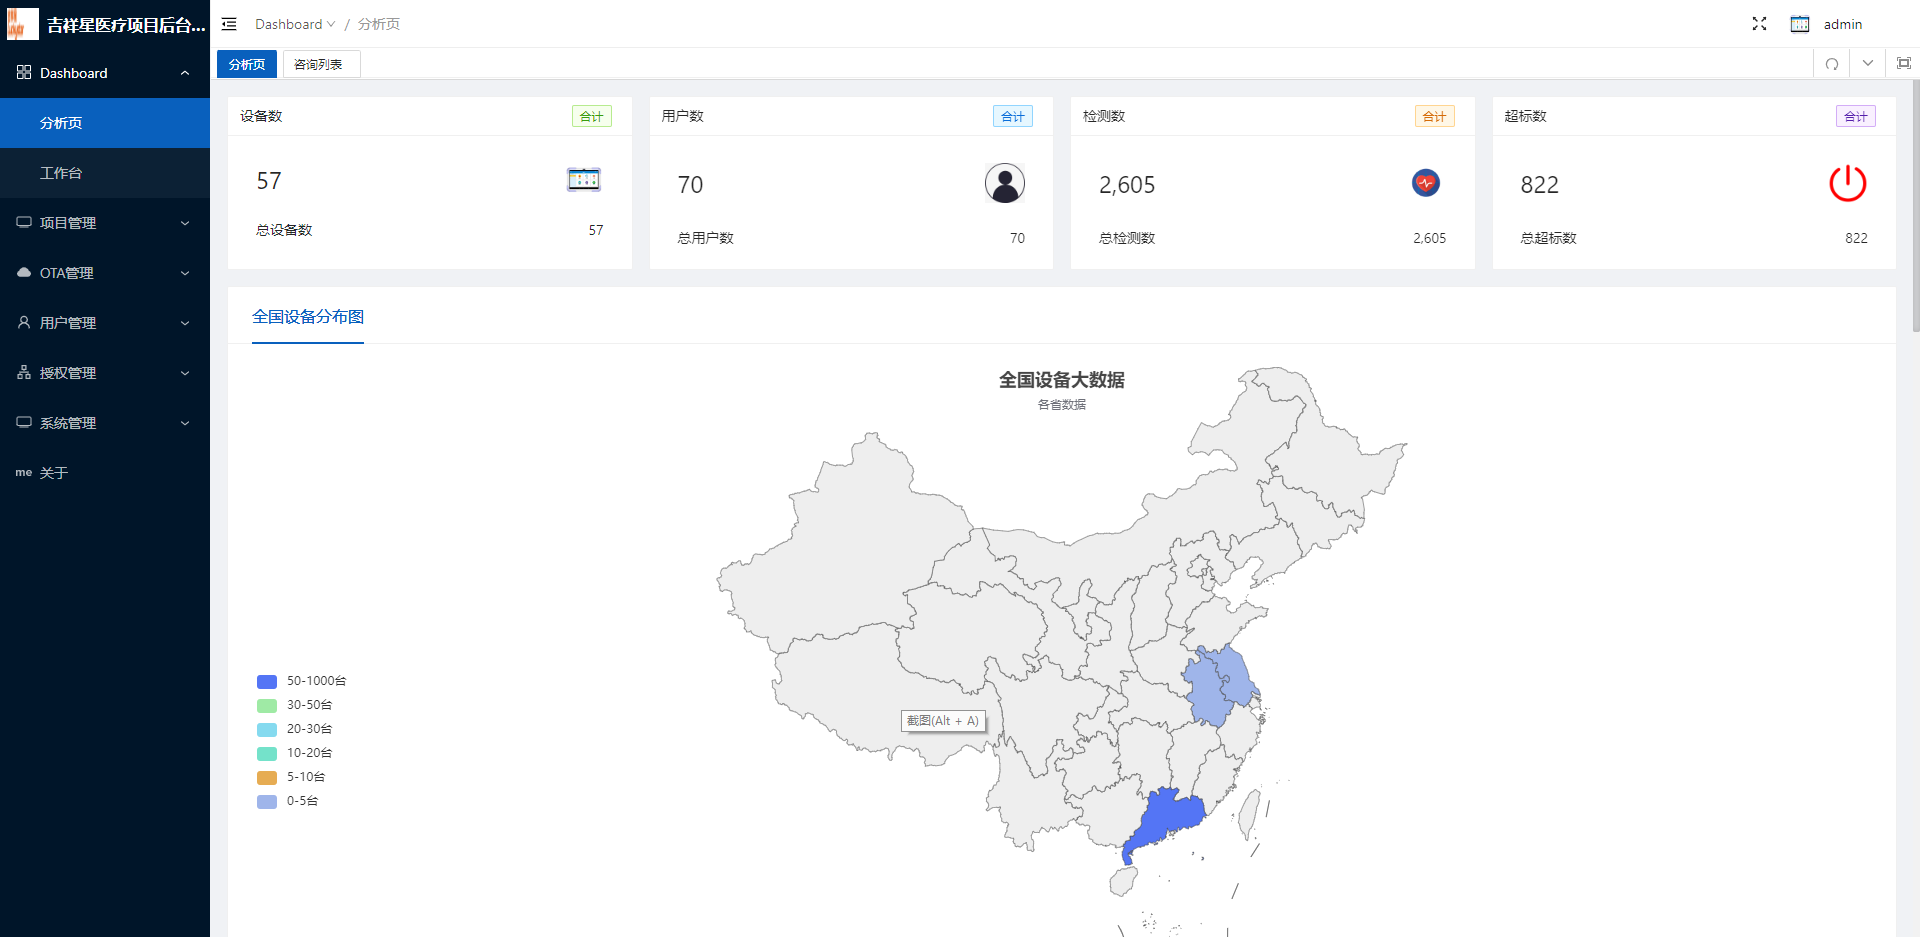 吉祥星医疗项目后台...
Dashboard
分析页
工作台
项目管理
OTA管理
用户管理
授权管理
系统管理
me 关于
Dashboard / 分析页
admin
分析页 咨询列表
设备数 合计
57
总设备数 57
用户数 合计
70
总用户数 70
检测数 合计
2,605
总检测数 2,605
超标数 合计
822
总超标数 822
全国设备分布图
全国设备大数据
各省数据
截图(Alt + A)
50-1000台
30-50台
20-30台
10-20台
5-10台
0-5台